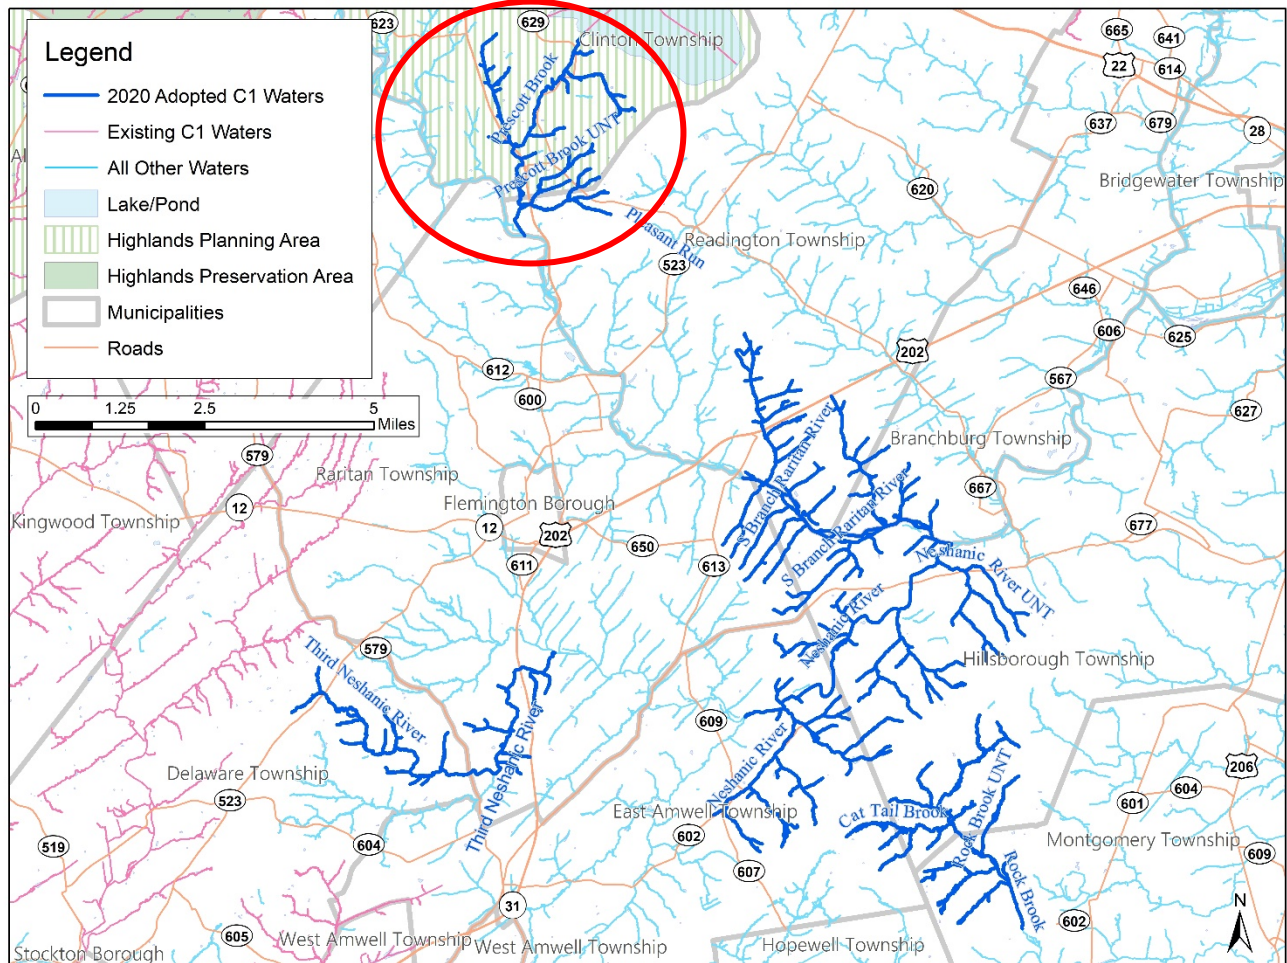 Legend
2020 Adopted C1 Waters
Existing C1 Waters
All Other Waters
Lake/Pond
Highlands Planning Area
Highlands Preservation Area
Municipalities
Roads
0 1.25 2.5 5
Miles
623
629
Clinton Township
665
641
22
614
Prescott Brook
637
679
28
Prescott Brook UNT
620
Bridgewater Township
Pleasant Run
Readington Township
523
646
606
625
202
612
600
567
627
579
Raritan Township
S Branch Raritan River
Branchburg Township
Kingwood Township
12
Flemington Borough
12
202
667
S Branch Raritan River
677
650
611
613
Neshanic River UNT
Neshanic River
579
Third Neshanic River
Hillsborough Township
609
Third Neshanic River
Neshanic River
206
Delaware Township
523
East Amwell Township
Cat Tail Brook
Rock Brook UNT
601
604
519
604
602
Montgomery Township
609
607
Rock Brook
31
602
605
N
Stockton Borough
West Amwell Township
West Amwell Township
Hopewell Township